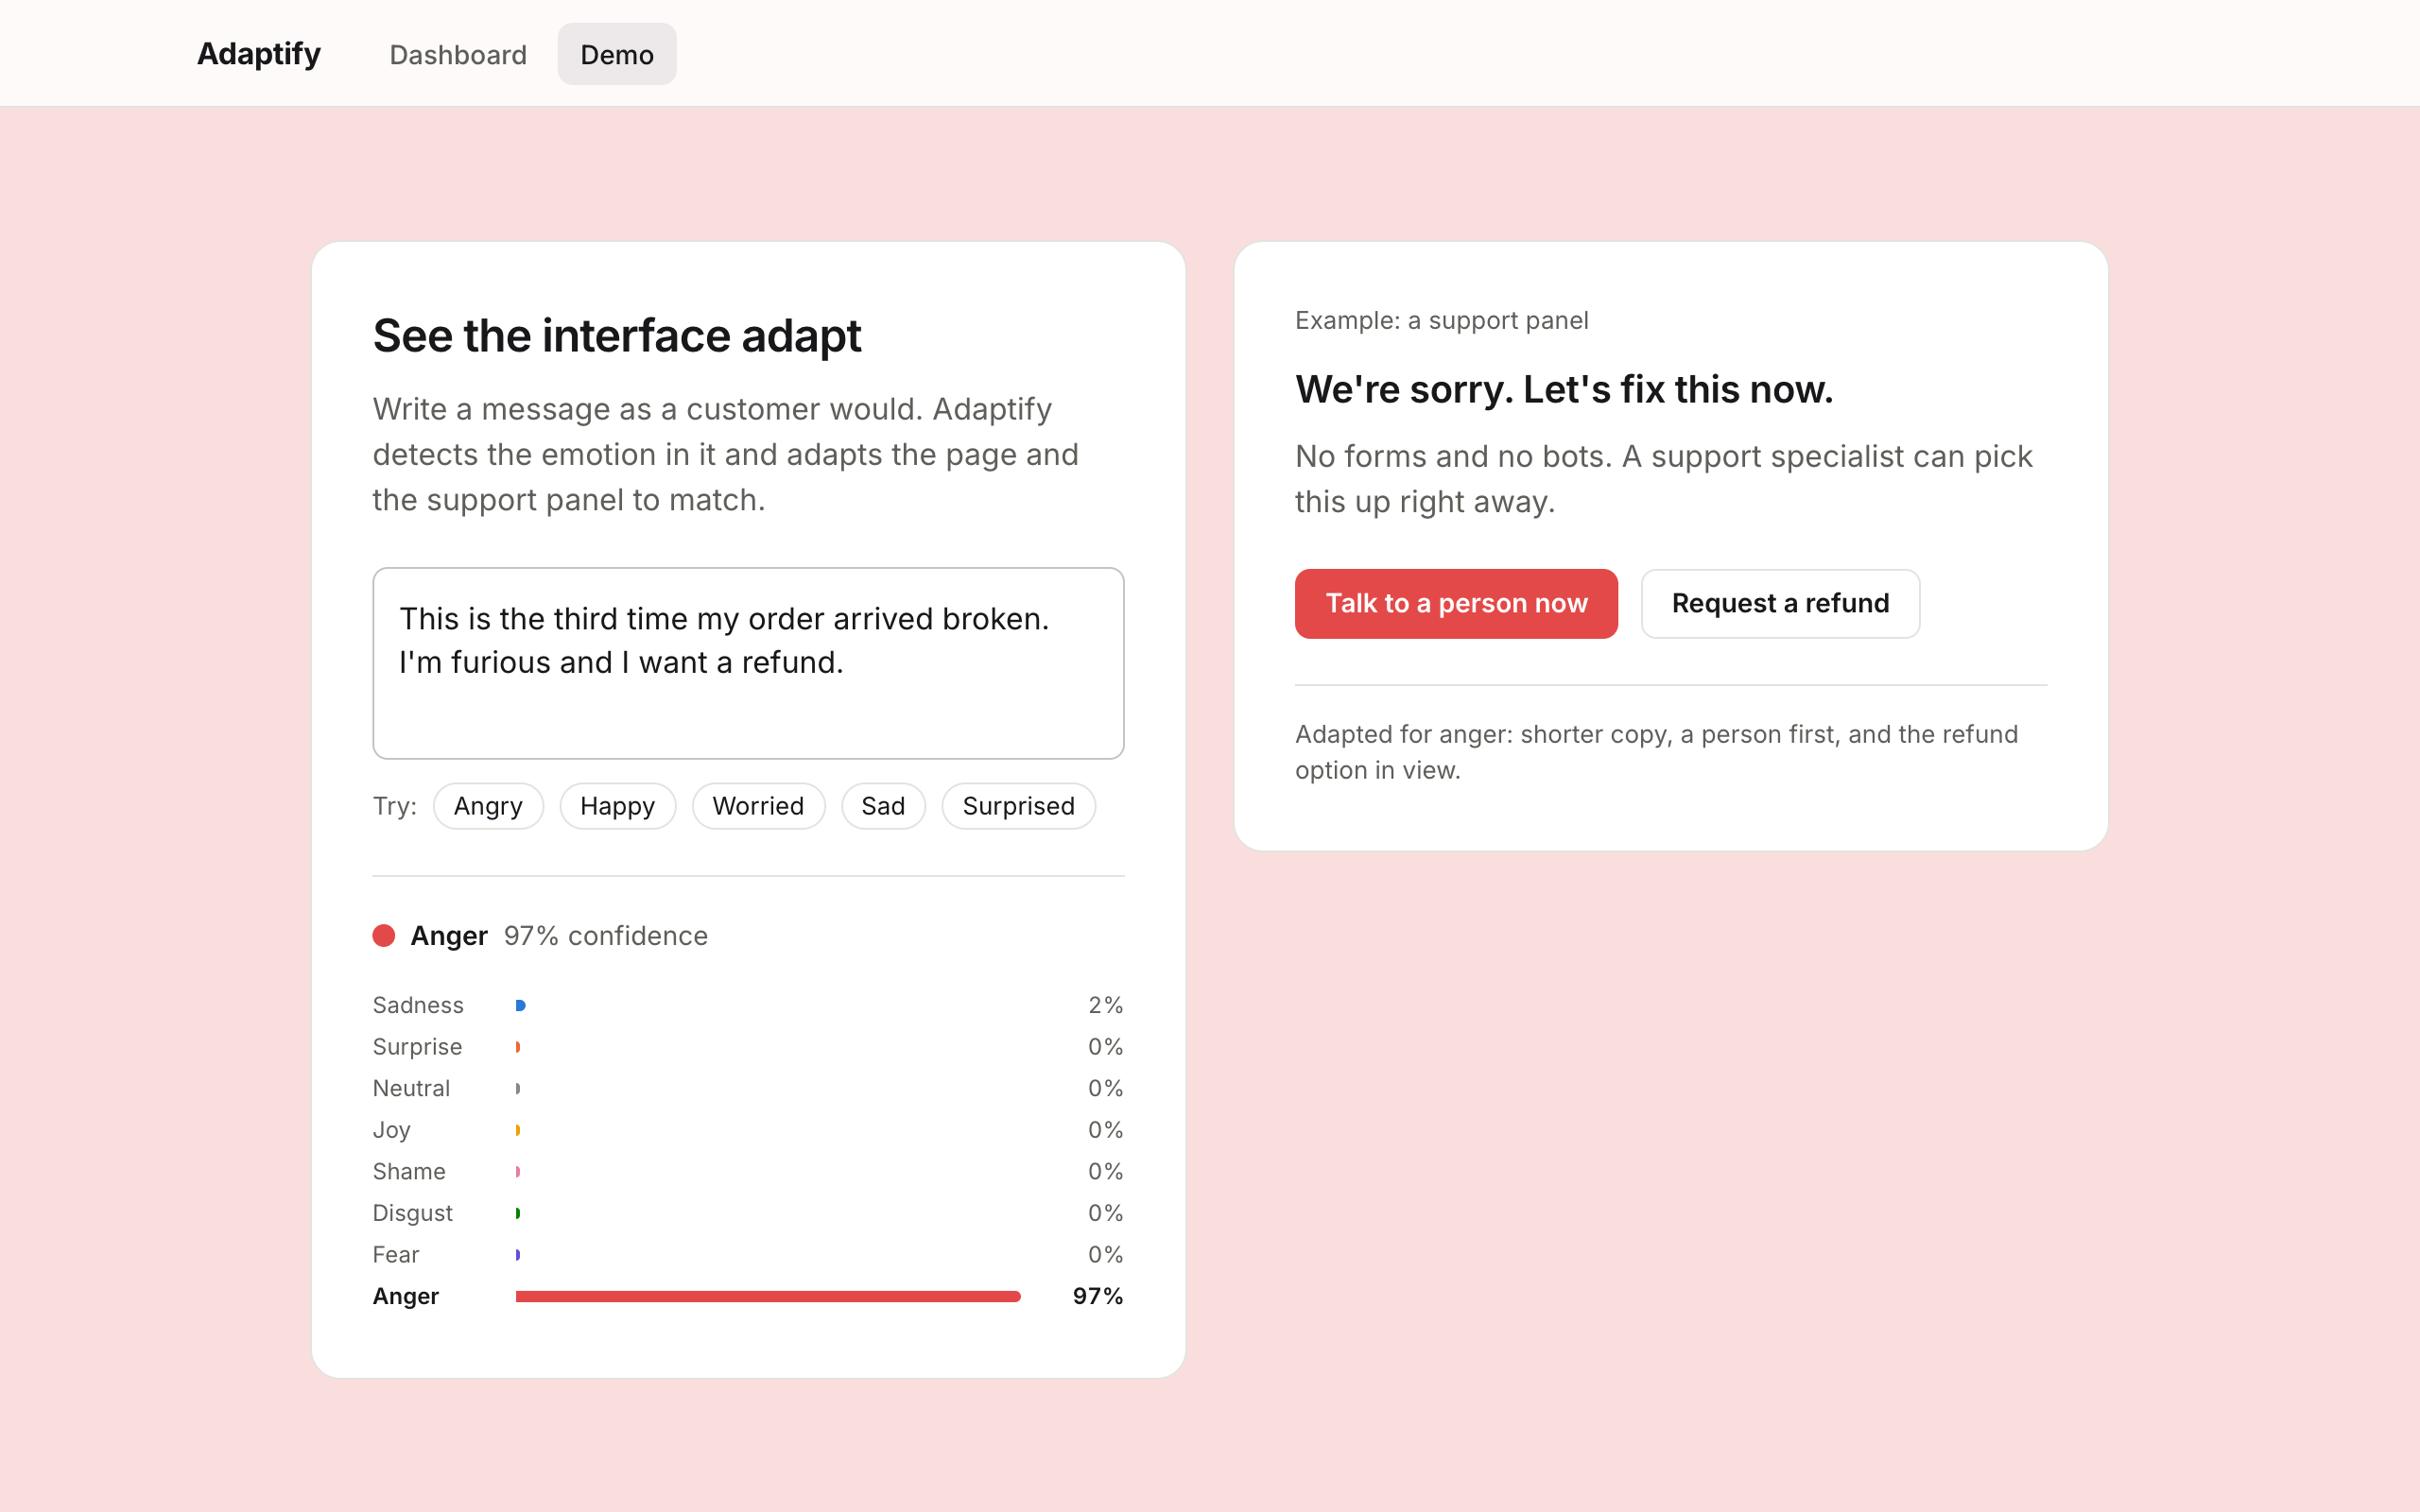 Adaptify
Dashboard
Demo
See the interface adapt
Write a message as a customer would. Adaptify
detects the emotion in it and adapts the page and
the support panel to match.
This is the third time my order arrived broken.
I'm furious and I want a refund.
Try: Angry Happy Worried Sad Surprised
Anger 97% confidence
Sadness 2%
Surprise 0%
Neutral 0%
Joy 0%
Shame 0%
Disgust 0%
Fear 0%
Anger 97%
Example: a support panel
We're sorry. Let's fix this now.
No forms and no bots. A support specialist can pick
this up right away.
Talk to a person now
Request a refund
Adapted for anger: shorter copy, a person first, and the refund
option in view.